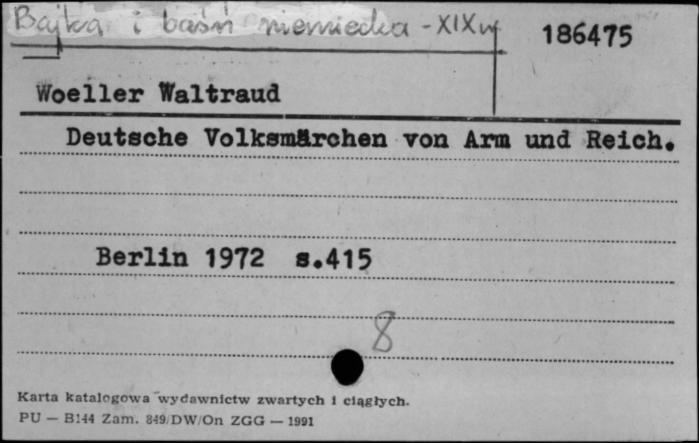 Bajka i baśń niemiecka - XIX w
186475
Woeller Waltraud
Deutsche Volksmärchen von Arm und Reich.
Berlin 1972 s.415
8
Karta katalogowa wydawnictw zwartych i ciągłych.
PU — B144 Zam. 849/DW/On ZGG — 1991